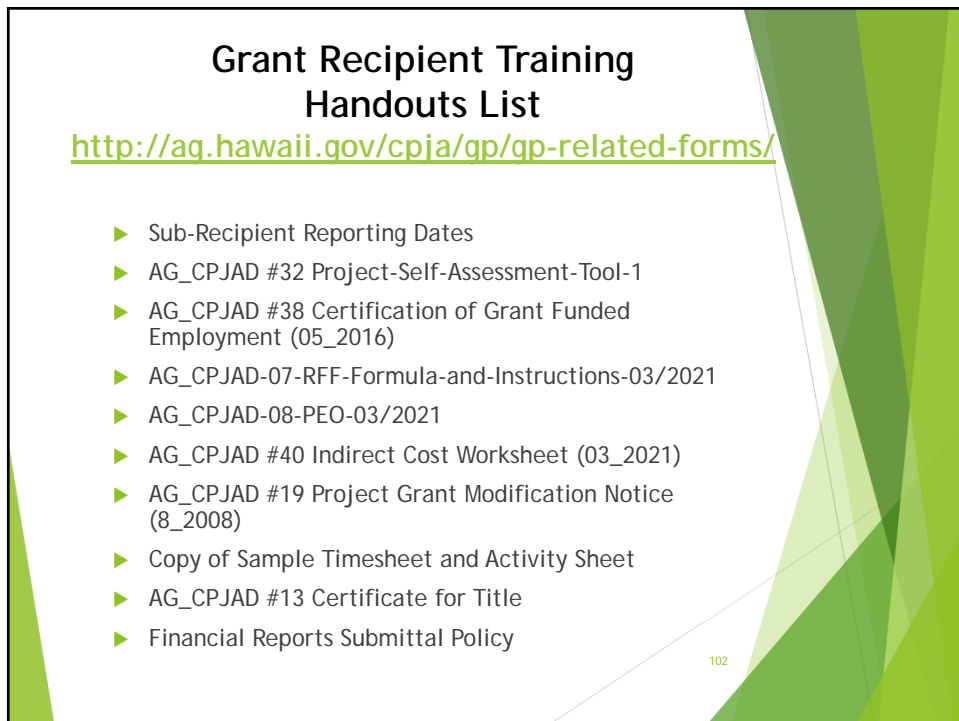 Grant Recipient Training
Handouts List
http://ag.hawaii.gov/cpja/gp/gp-related-forms/
Sub-Recipient Reporting Dates
AG_CPJAD #32 Project-Self-Assessment-Tool-1
AG_CPJAD #38 Certification of Grant Funded
Employment (05_2016)
AG_CPJAD-07-RFF-Formula-and-Instructions-03/2021
AG_CPJAD-08-PEO-03/2021
AG_CPJAD #40 Indirect Cost Worksheet (03_2021)
AG_CPJAD #19 Project Grant Modification Notice
(8_2008)
Copy of Sample Timesheet and Activity Sheet
AG_CPJAD #13 Certificate for Title
Financial Reports Submittal Policy
102